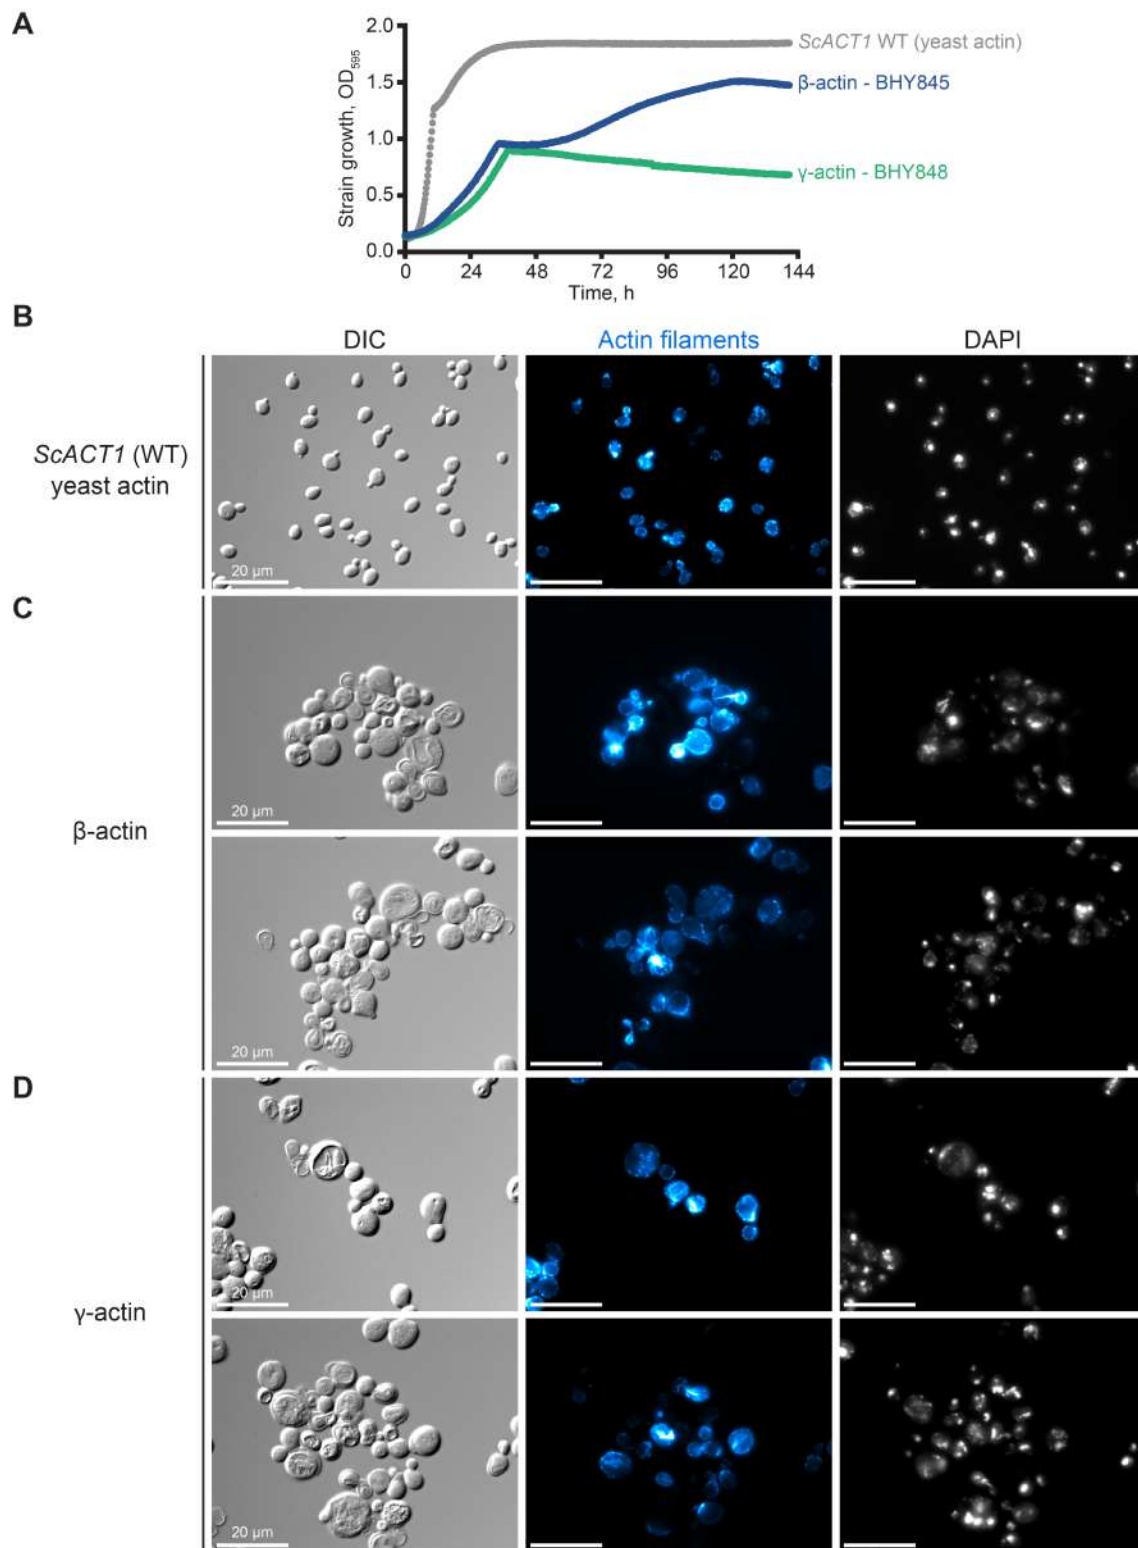 A
2.0
1.5
1.0
0.5
0.0
Strain growth, OD595
0 24 48 72 96 120 144
Time, h
ScACT1 WT (yeast actin)
β-actin - BHY845
γ-actin - BHY848
B
DIC Actin filaments DAPI
ScACT1 (WT)
yeast actin
20 µm
C
β-actin
20 µm
20 µm
D
γ-actin
20 µm
20 µm